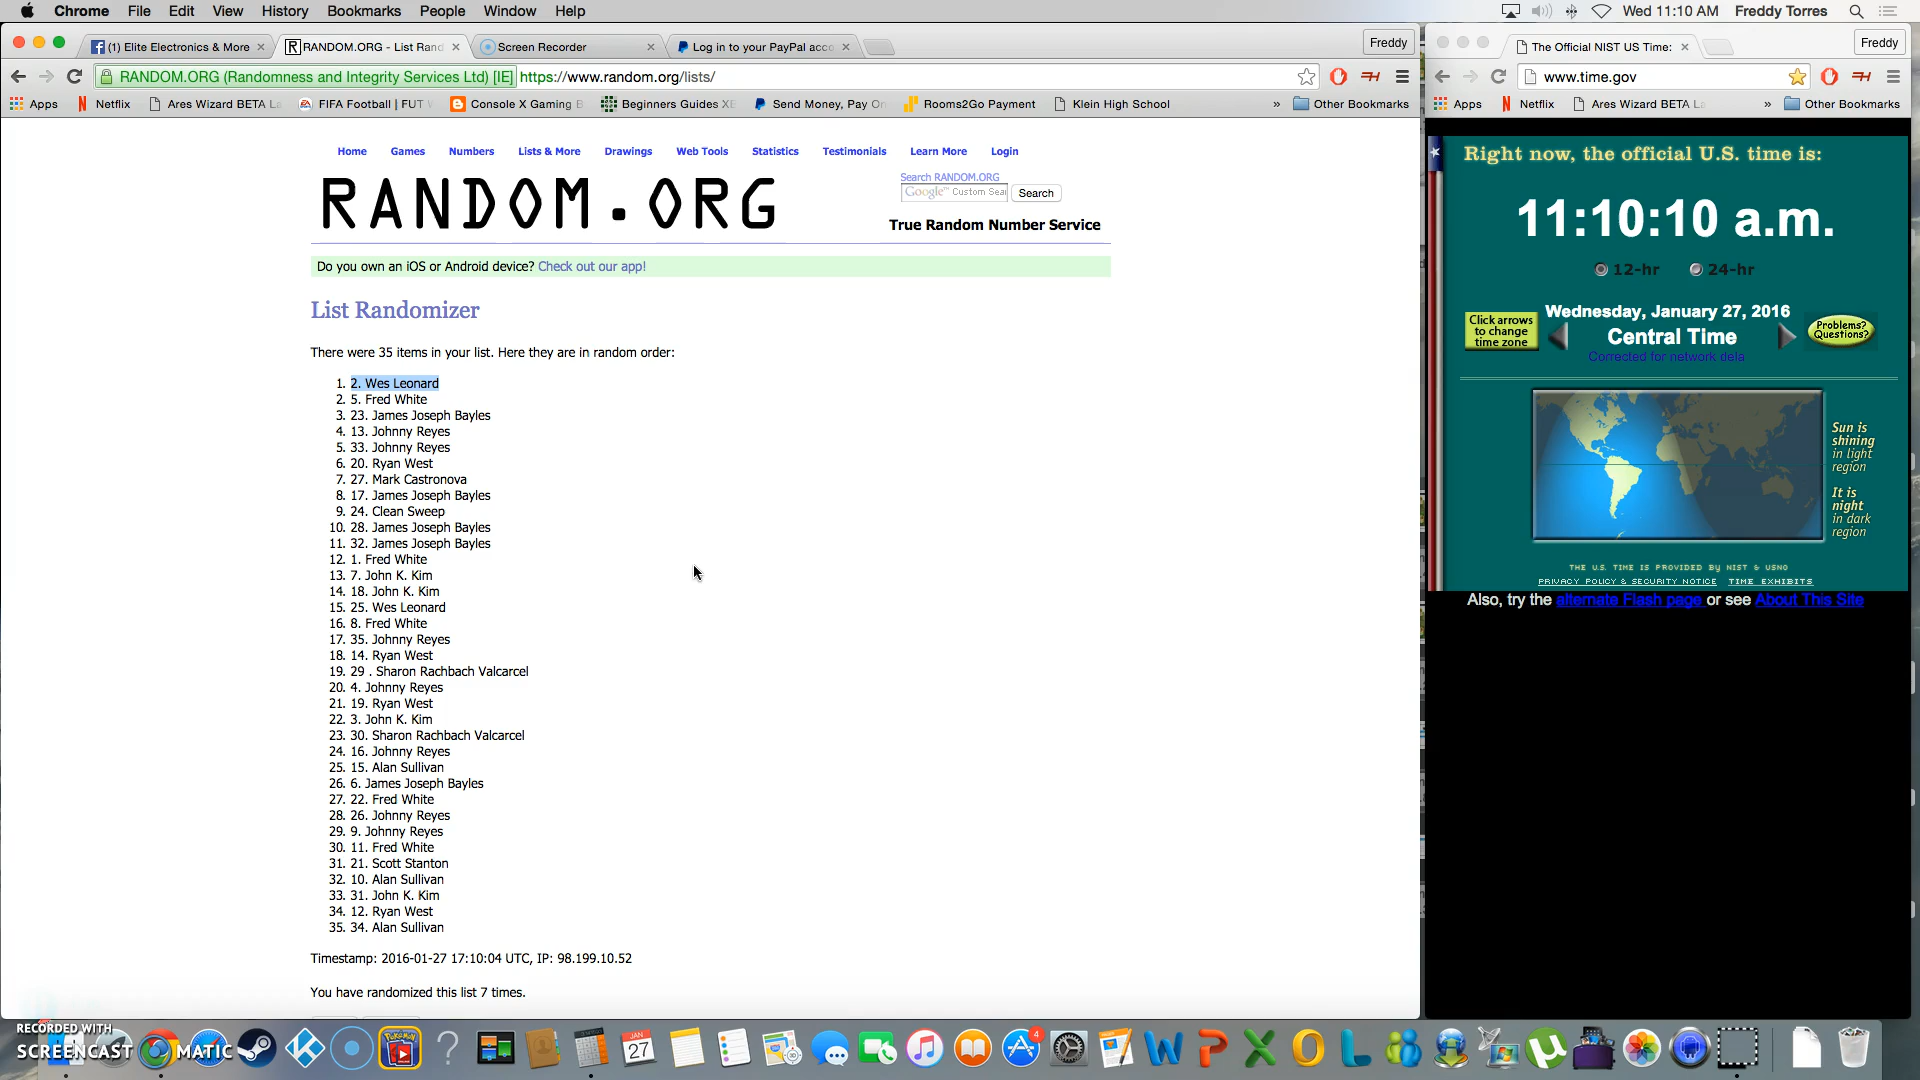 Chrome File Edit View History Bookmarks People Window Help Wed 11:10 AM Freddy Torres
(1) Elite Electronics & More RANDOM.ORG - List Rand Screen Recorder Log in to your PayPal acco Freddy
RANDOM.ORG (Randomness and Integrity Services Ltd) [IE] https://www.random.org/lists/
Apps Netflix Ares Wizard BETA La FIFA Football | FUT Console X Gaming B Beginners Guides XB Send Money, Pay On Rooms2Go Payment Klein High School » Other Bookmarks
Home Games Numbers Lists & More Drawings Web Tools Statistics Testimonials Learn More Login
RANDOM.ORG
Search RANDOM.ORG
Google™ Custom Sear Search
True Random Number Service
Do you own an iOS or Android device? Check out our app!
List Randomizer
There were 35 items in your list. Here they are in random order:
1. 2. Wes Leonard
2. 5. Fred White
3. 23. James Joseph Bayles
4. 13. Johnny Reyes
5. 33. Johnny Reyes
6. 20. Ryan West
7. 27. Mark Castronova
8. 17. James Joseph Bayles
9. 24. Clean Sweep
10. 28. James Joseph Bayles
11. 32. James Joseph Bayles
12. 1. Fred White
13. 7. John K. Kim
14. 18. John K. Kim
15. 25. Wes Leonard
16. 8. Fred White
17. 35. Johnny Reyes
18. 14. Ryan West
19. 29 . Sharon Rachbach Valcarcel
20. 4. Johnny Reyes
21. 19. Ryan West
22. 3. John K. Kim
23. 30. Sharon Rachbach Valcarcel
24. 16. Johnny Reyes
25. 15. Alan Sullivan
26. 6. James Joseph Bayles
27. 22. Fred White
28. 26. Johnny Reyes
29. 9. Johnny Reyes
30. 11. Fred White
31. 21. Scott Stanton
32. 10. Alan Sullivan
33. 31. John K. Kim
34. 12. Ryan West
35. 34. Alan Sullivan
Timestamp: 2016-01-27 17:10:04 UTC, IP: 98.199.10.52
You have randomized this list 7 times.
The Official NIST US Time: Freddy
www.time.gov
Apps Netflix Ares Wizard BETA La » Other Bookmarks
Right now, the official U.S. time is:
11:10:10 a.m.
12-hr 24-hr
Click arrows
to change
time zone
Wednesday, January 27, 2016
Central Time
Corrected for network dela
Problems?
Questions?
Sun is
shining
in light
region
It is
night
in dark
region
THE U.S. TIME IS PROVIDED BY NIST & USNO
PRIVACY POLICY & SECURITY NOTICE TIME EXHIBITS
Also, try the alternate Flash page or see About This Site
RECORDED WITH
SCREENCAST MATIC
JAN
27
4